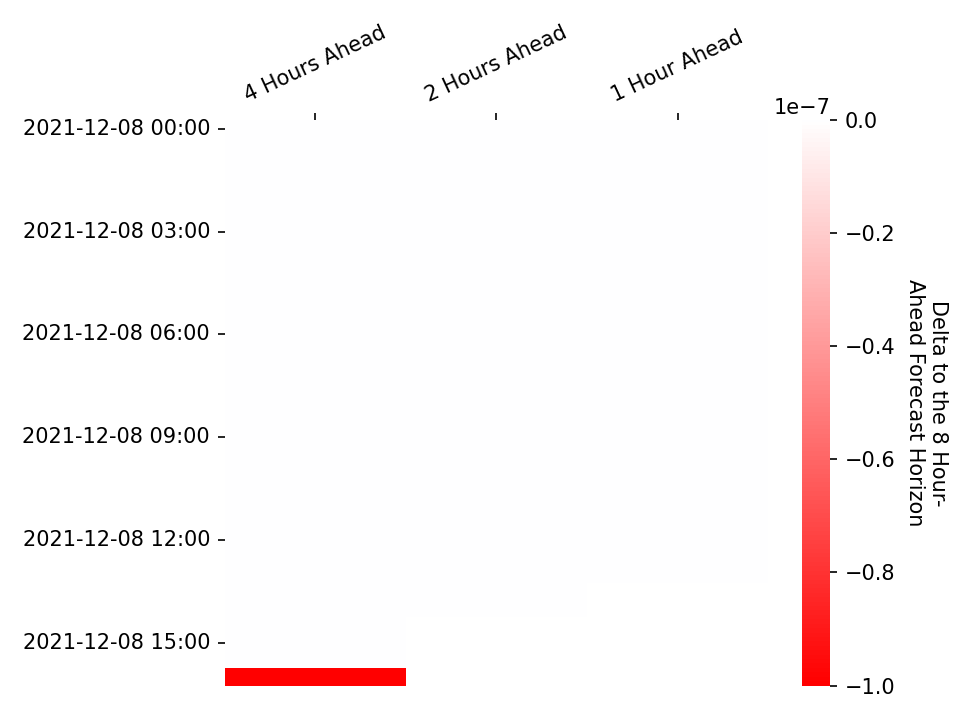 4 Hours Ahead
2 Hours Ahead
1 Hour Ahead
1e−7
2021-12-08 00:00
2021-12-08 03:00
2021-12-08 06:00
2021-12-08 09:00
2021-12-08 12:00
2021-12-08 15:00
0.0
−0.2
−0.4
−0.6
−0.8
−1.0
Delta to the 8 Hour-
Ahead Forecast Horizon